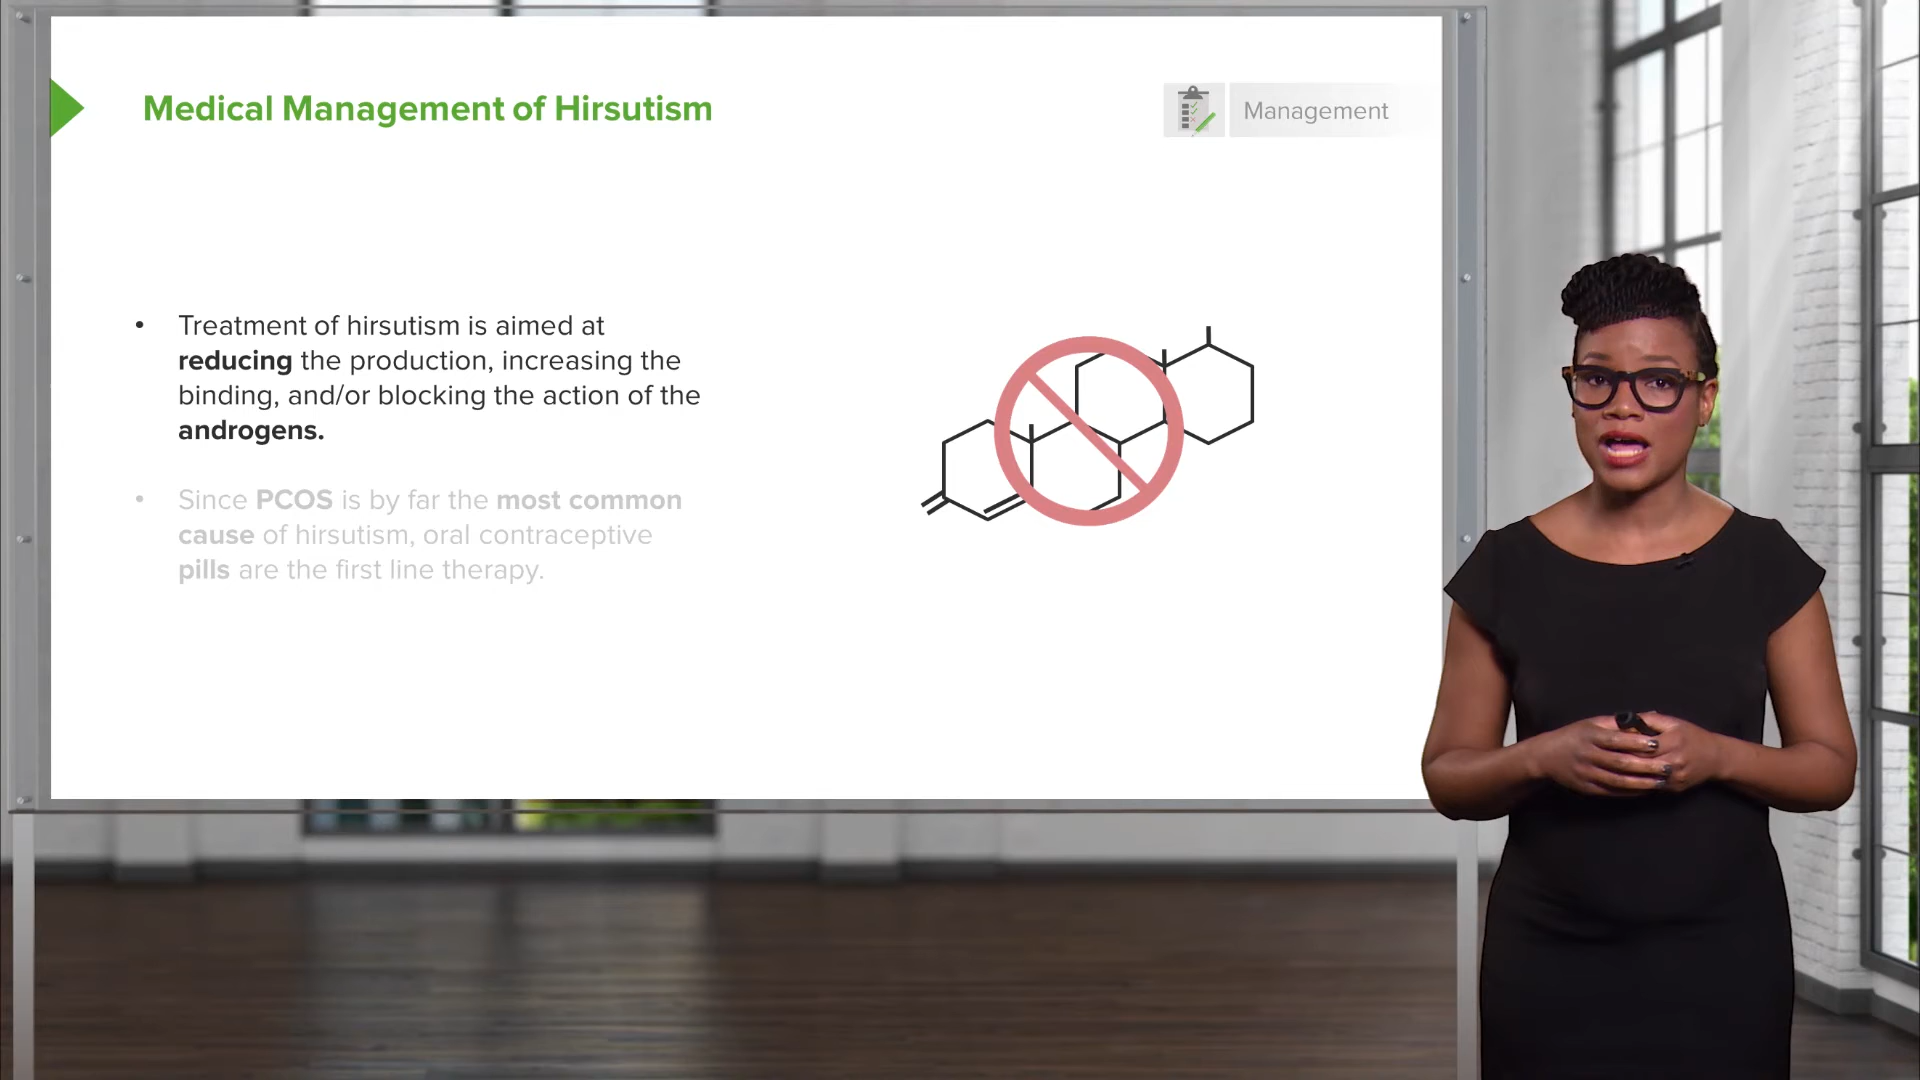 Medical Management of Hirsutism
Management
• Treatment of hirsutism is aimed at
reducing the production, increasing the
binding, and/or blocking the action of the
androgens.
• Since PCOS is by far the most common
cause of hirsutism, oral contraceptive
pills are the first line therapy.